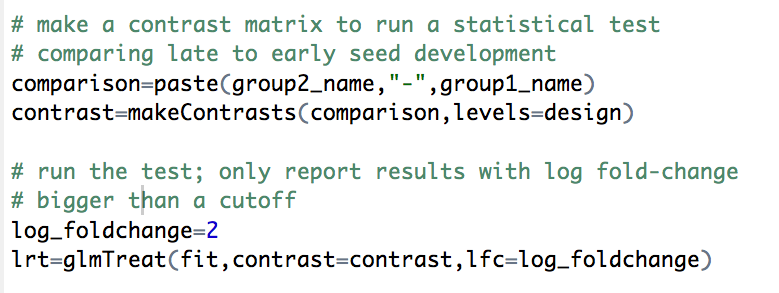 # make a contrast matrix to run a statistical test
# comparing late to early seed development
comparison=paste(group2_name,"-",group1_name)
contrast=makeContrasts(comparison,levels=design)
# run the test; only report results with log fold-change
# bigger than a cutoff
log_foldchange=2
lrt=glmTreat(fit,contrast=contrast,lfc=log_foldchange)